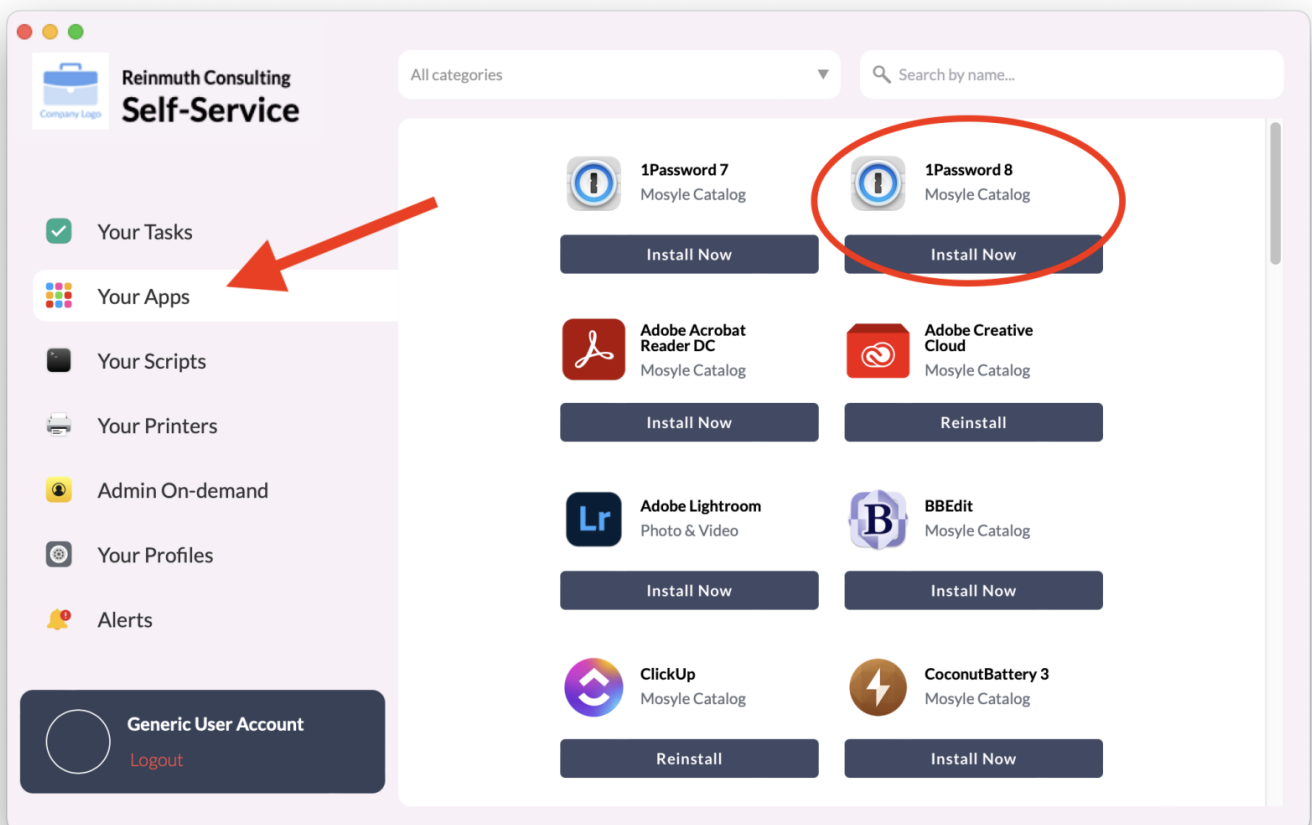 Company Logo
Reinmuth Consulting
Self-Service
All categories
Search by name...
Your Tasks
Your Apps
Your Scripts
Your Printers
Admin On-demand
Your Profiles
Alerts
Generic User Account
Logout
1Password 7
Mosyle Catalog
Install Now
1Password 8
Mosyle Catalog
Install Now
Adobe Acrobat
Reader DC
Mosyle Catalog
Install Now
Adobe Creative
Cloud
Mosyle Catalog
Reinstall
Lr
Adobe Lightroom
Photo & Video
Install Now
B
BBEdit
Mosyle Catalog
Install Now
ClickUp
Mosyle Catalog
Reinstall
CoconutBattery 3
Mosyle Catalog
Install Now